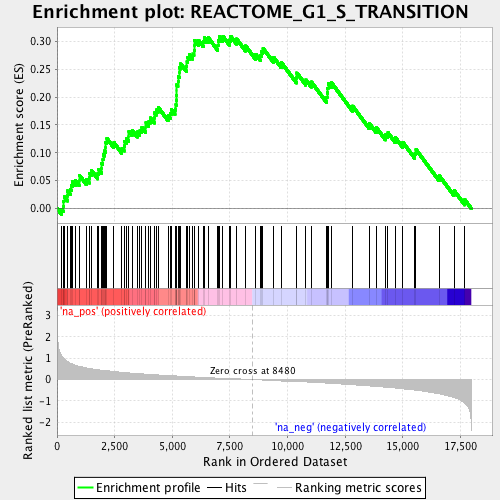 Enrichment plot: REACTOME_G1_S_TRANSITION
Enrichment score (ES)
0.30
0.25
0.20
0.15
0.10
0.05
0.00
'na_pos' (positively correlated)
Ranked list metric (PreRanked)
3
2
1
0
-1
-2
Zero cross at 8480
'na_neg' (negatively correlated)
0 2,500 5,000 7,500 10,000 12,500 15,000 17,500
Rank in Ordered Dataset
Enrichment profile Hits Ranking metric scores